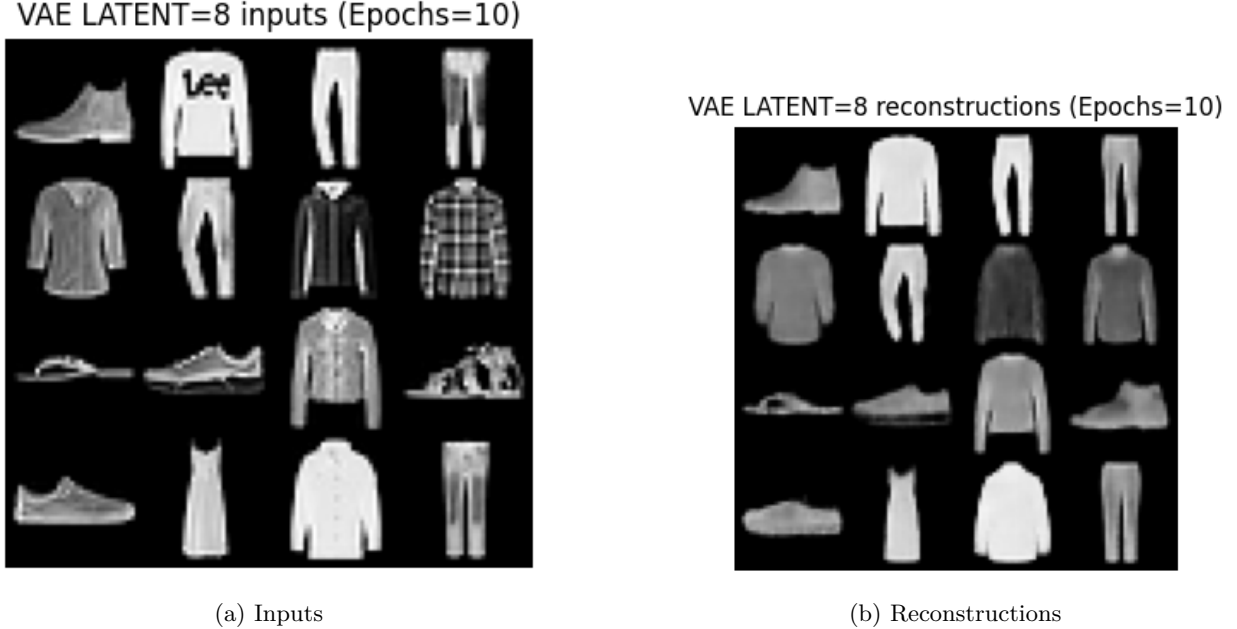 VAE LATENT=8 inputs (Epochs=10)
Lee
VAE LATENT=8 reconstructions (Epochs=10)
(a) Inputs
(b) Reconstructions